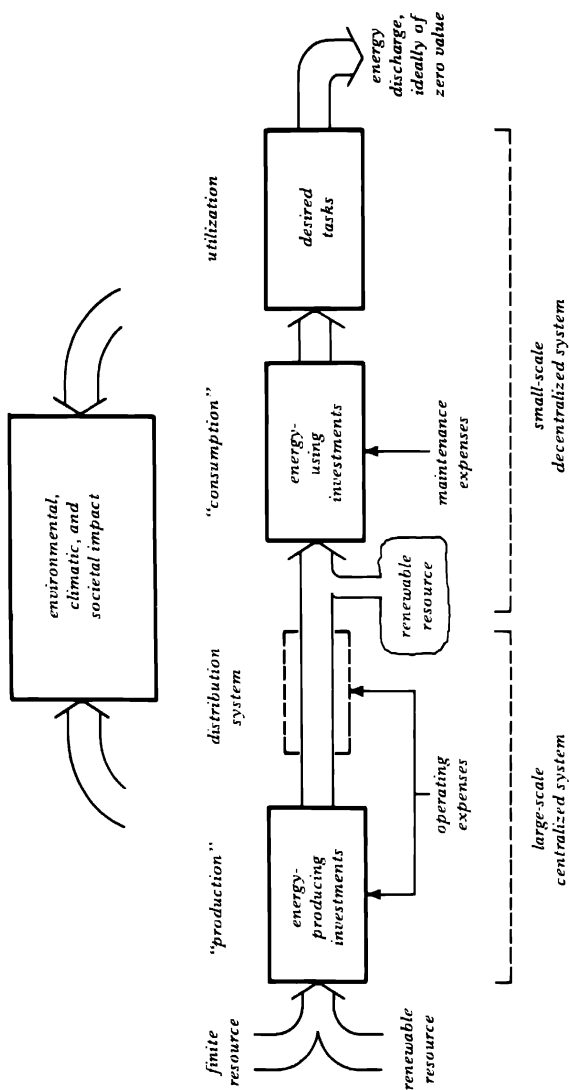 environmental,
climatic, and
societal impact
"production"
distribution
system
"consumption"
utilization
finite
resource
renewable
resource
energy-
producing
investments
energy-
using
investments
desired
tasks
energy
discharge,
ideally of
zero value
renewable
resource
operating
expenses
maintenance
expenses
large-scale
centralized system
small-scale
decentralized system